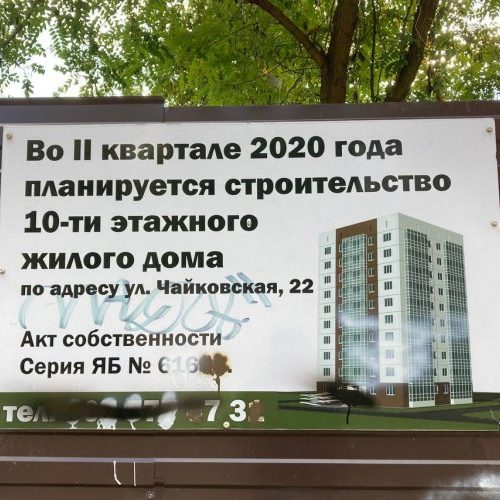 Во II квартале 2020 года
планируется строительство
10-ти этажного
жилого дома
по адресу ул. Чайковская, 22
Акт собственности
Серия ЯБ №
тел.